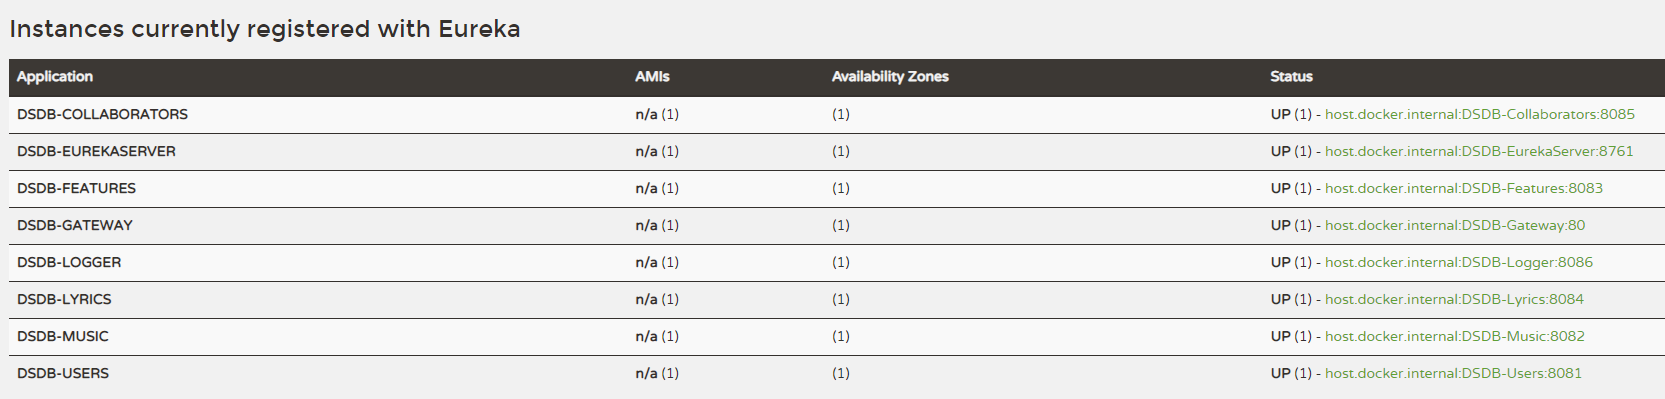 Instances currently registered with Eureka
Application AMIs Availability Zones Status
DSDB-COLLABORATORS n/a (1) (1) UP (1) - host.docker.internal:DSDB-Collaborators:8085
DSDB-EUREKASERVER n/a (1) (1) UP (1) - host.docker.internal:DSDB-EurekaServer:8761
DSDB-FEATURES n/a (1) (1) UP (1) - host.docker.internal:DSDB-Features:8083
DSDB-GATEWAY n/a (1) (1) UP (1) - host.docker.internal:DSDB-Gateway:80
DSDB-LOGGER n/a (1) (1) UP (1) - host.docker.internal:DSDB-Logger:8086
DSDB-LYRICS n/a (1) (1) UP (1) - host.docker.internal:DSDB-Lyrics:8084
DSDB-MUSIC n/a (1) (1) UP (1) - host.docker.internal:DSDB-Music:8082
DSDB-USERS n/a (1) (1) UP (1) - host.docker.internal:DSDB-Users:8081